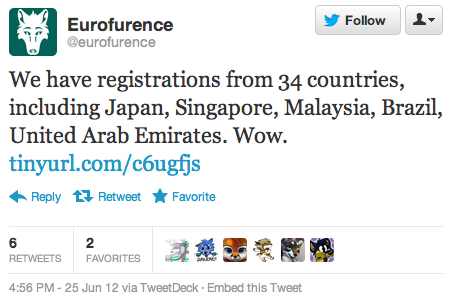 Eurofurence
@eurofurence
Follow
We have registrations from 34 countries,
including Japan, Singapore, Malaysia, Brazil,
United Arab Emirates. Wow.
tinyurl.com/c6ugfjs
Reply Retweet Favorite
6 2
RETWEETS FAVORITES
4:56 PM - 25 Jun 12 via TweetDeck · Embed this Tweet